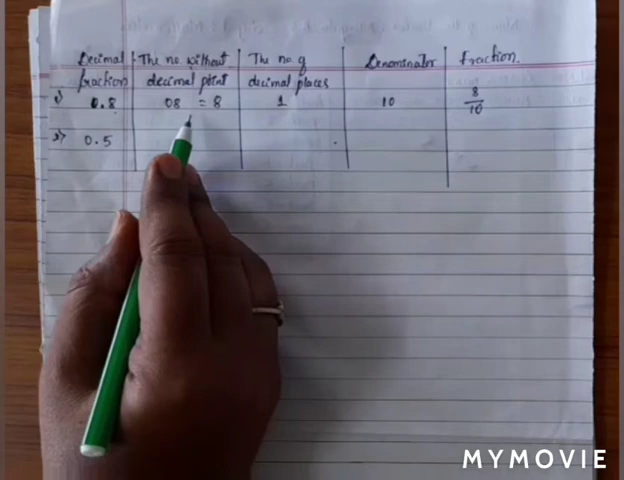 Decimal fraction
The no. without decimal point
The no. of decimal places
Denominator
Fraction.
1) 0.8
08 = 8
1
10
8/10
2) 0.5
MYMOVIE